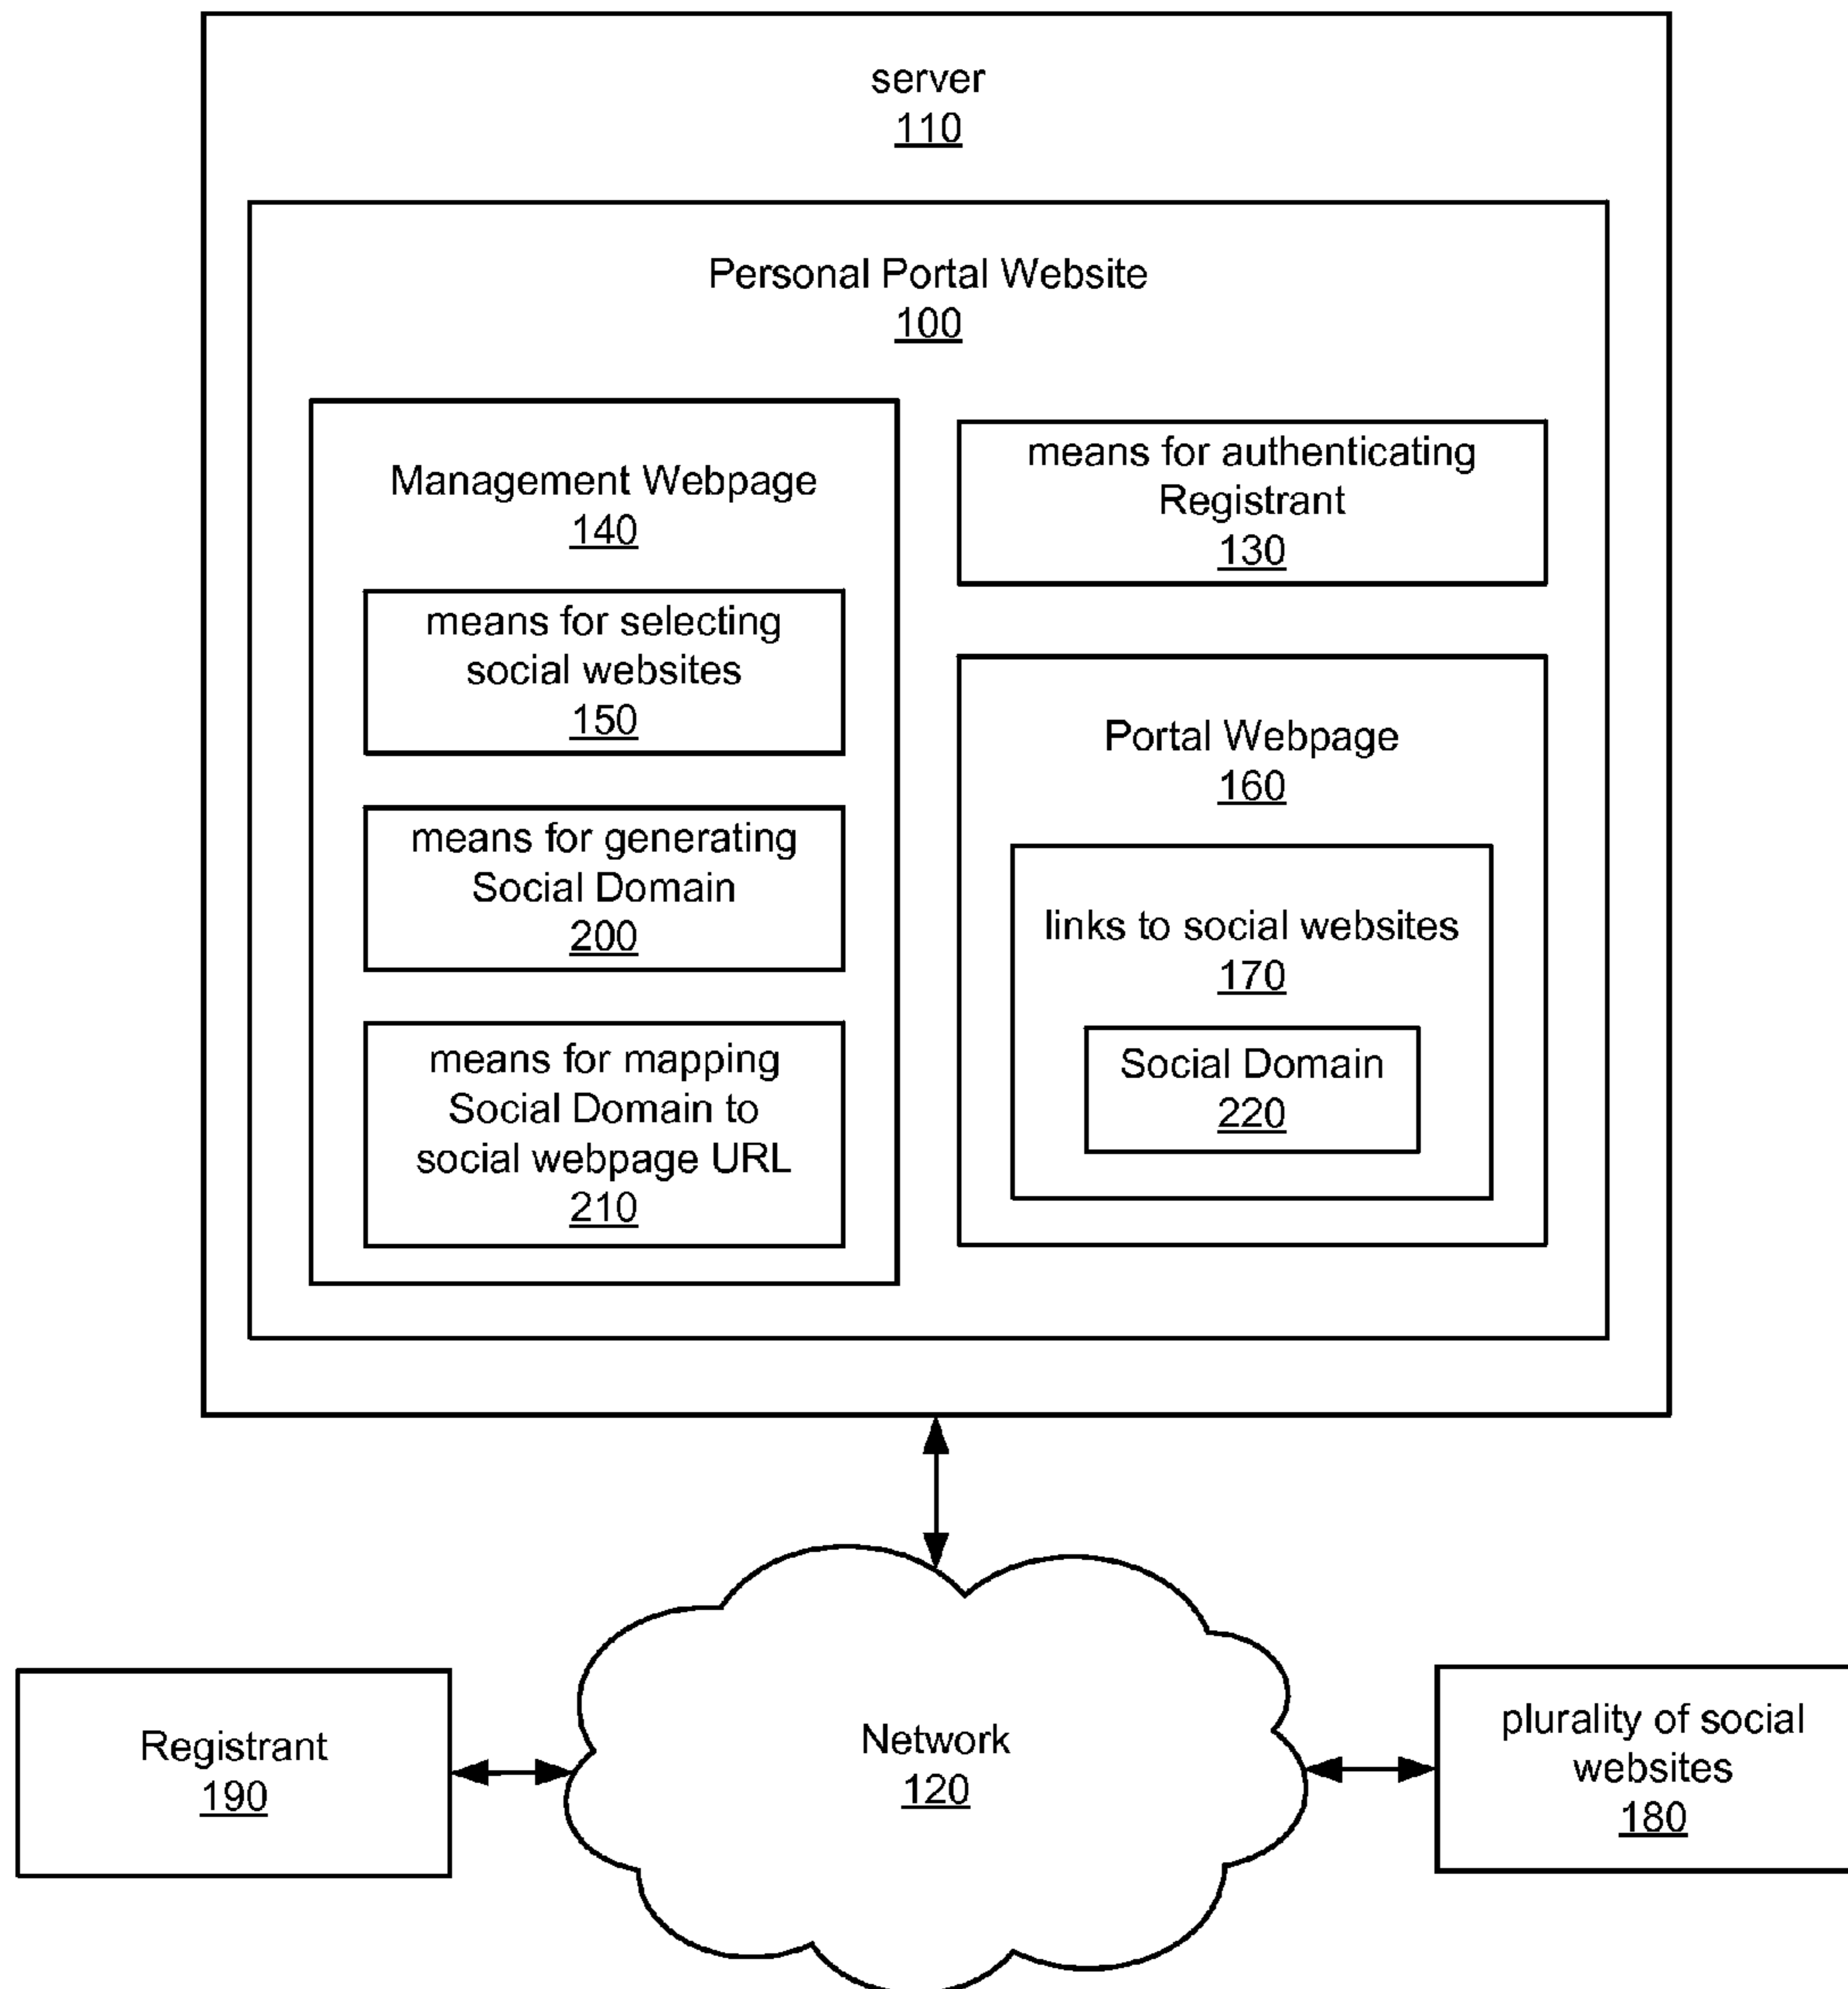 server
110
Personal Portal Website
100
Management Webpage
140
means for selecting
social websites
150
means for generating
Social Domain
200
means for mapping
Social Domain to
social webpage URL
210
means for authenticating
Registrant
130
Portal Webpage
160
links to social websites
170
Social Domain
220
Registrant
190
Network
120
plurality of social
websites
180